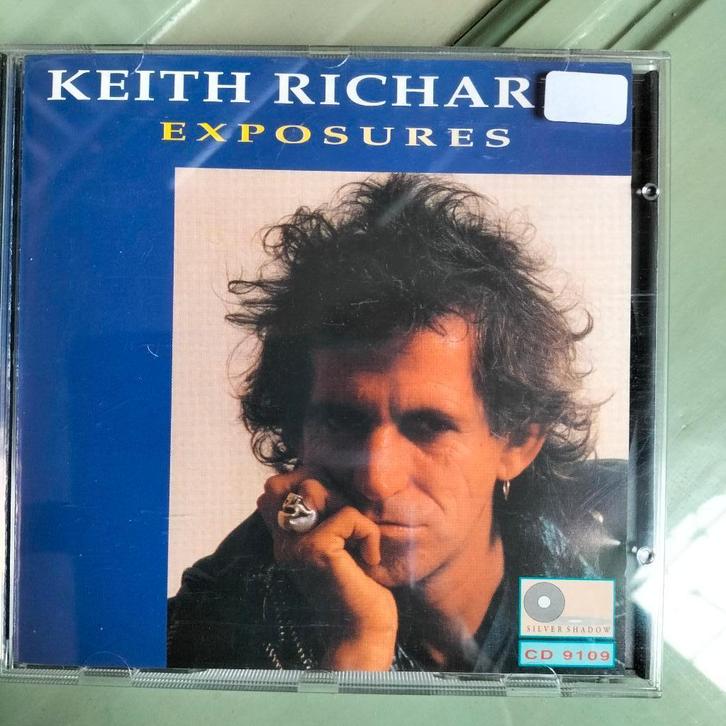 KEITH RICHAR
EXPOSURES
SILVER SHADOW
CD 9109